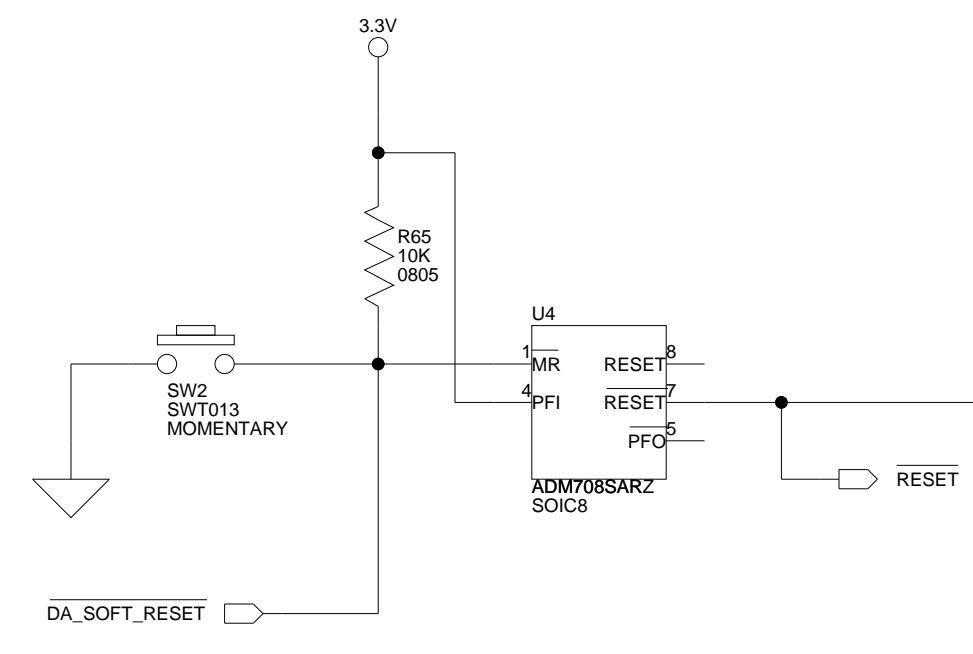 3.3V
R65
10K
0805
U4
1
MR
4
PFI
8
RESET
7
RESET
5
PFO
ADM708SARZ
SOIC8
SW2
SWT013
MOMENTARY
RESET
DA_SOFT_RESET